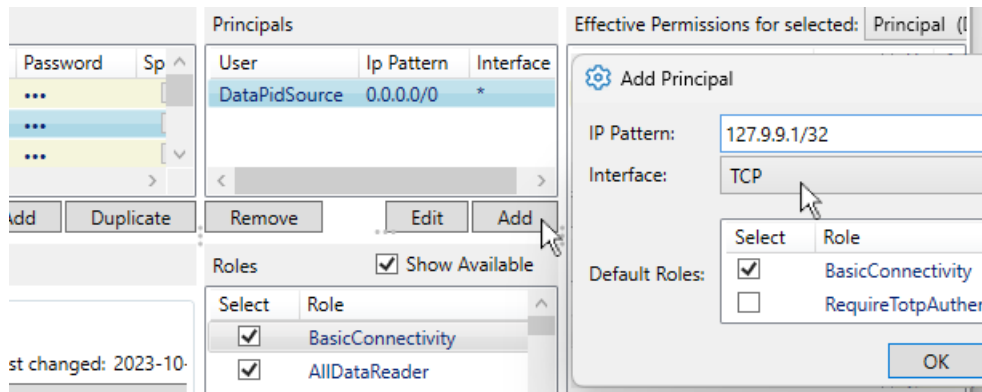 Principals
Effective Permissions for selected: Principal
Password Sp
•••
•••
•••
Add Duplicate
st changed: 2023-10-
User Ip Pattern Interface
DataPidSource 0.0.0.0/0 *
Remove Edit Add
Roles Show Available
Select Role
BasicConnectivity
AllDataReader
Add Principal
IP Pattern: 127.9.9.1/32
Interface: TCP
Select Role
Default Roles: BasicConnectivity
RequireTotpAuthen
OK